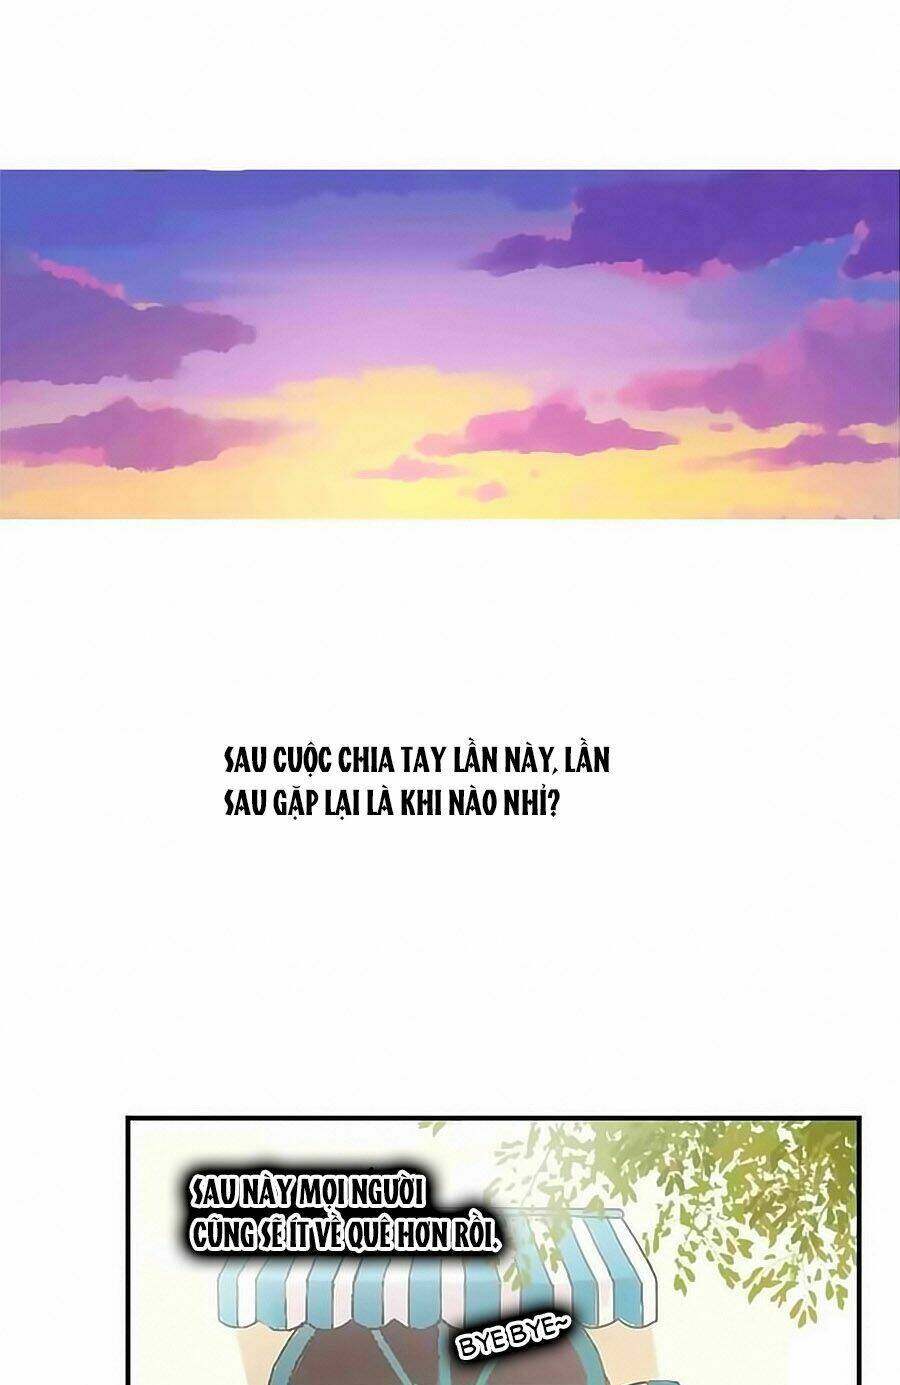 SAU CUỘC CHIA TAY LẦN NÀY, LẦN
SAU GẶP LẠI LÀ KHI NÀO NHỈ?
SAU NÀY MỌI NGƯỜI
CŨNG SẼ ÍT VỀ QUÊ HƠN RỒI.
BYE BYE~